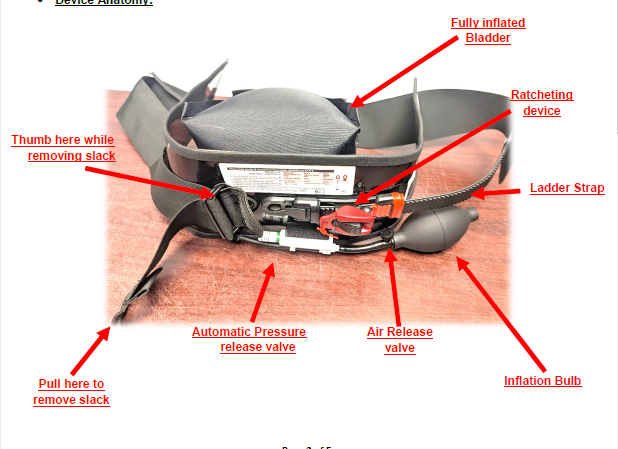 Device Anatomy:
Fully inflated
Bladder
Ratcheting
device
Thumb here while
removing slack
Ladder Strap
Automatic Pressure
release valve
Air Release
valve
Pull here to
remove slack
Inflation Bulb